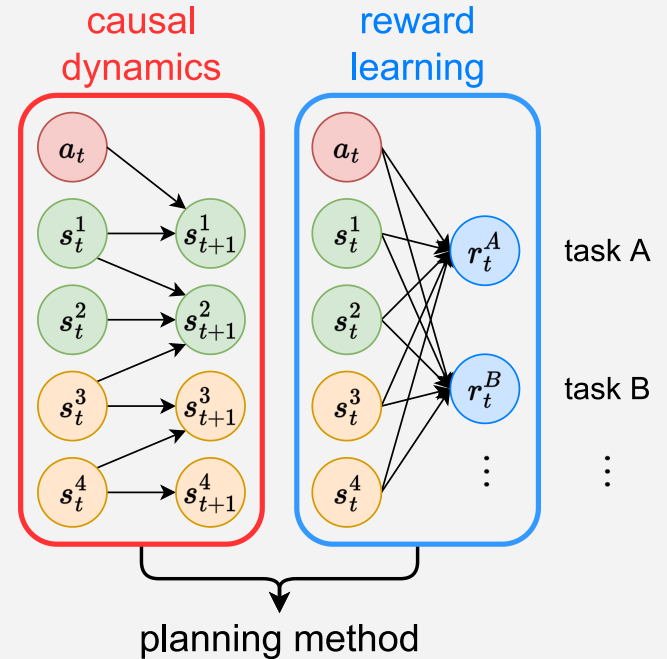 causal
dynamics
reward
learning
a_t
s_t^1
s_{t+1}^1
s_t^2
s_{t+1}^2
s_t^3
s_{t+1}^3
s_t^4
s_{t+1}^4
a_t
s_t^1
r_t^A
task A
s_t^2
s_t^3
r_t^B
task B
s_t^4
⋮
⋮
planning method